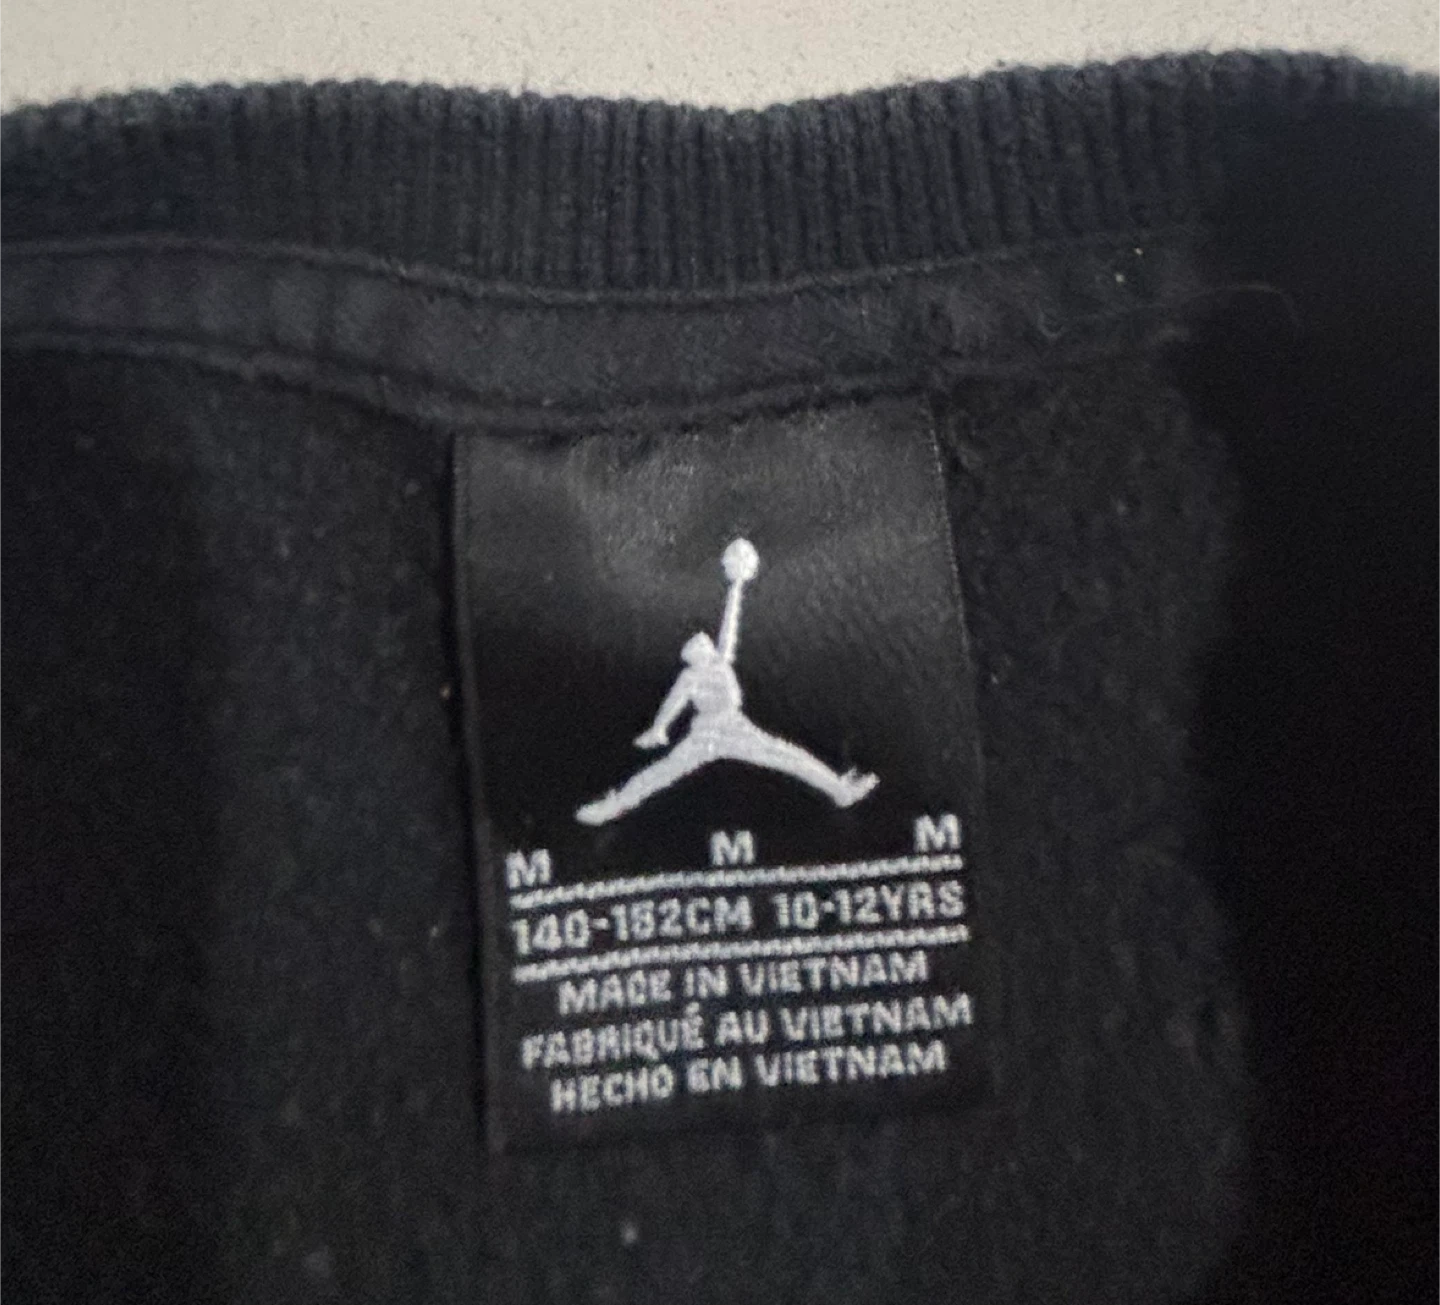 M M M
140-152CM 10-12YRS
MADE IN VIETNAM
FABRIQUÉ AU VIETNAM
HECHO EN VIETNAM